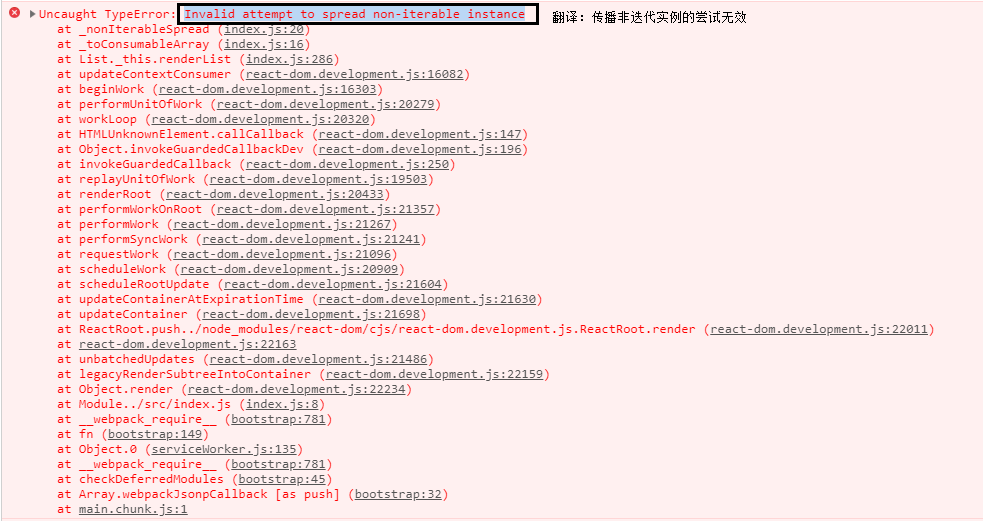 Uncaught TypeError: Invalid attempt to spread non-iterable instance 翻译：传播非迭代实例的尝试无效
at _nonIterableSpread (index.js:20)
at _toConsumableArray (index.js:16)
at List._this.renderList (index.js:286)
at updateContextConsumer (react-dom.development.js:16082)
at beginWork (react-dom.development.js:16303)
at performUnitOfWork (react-dom.development.js:20279)
at workLoop (react-dom.development.js:20320)
at HTMLUnknownElement.callCallback (react-dom.development.js:147)
at Object.invokeGuardedCallbackDev (react-dom.development.js:196)
at invokeGuardedCallback (react-dom.development.js:250)
at replayUnitOfWork (react-dom.development.js:19503)
at renderRoot (react-dom.development.js:20433)
at performWorkOnRoot (react-dom.development.js:21357)
at performWork (react-dom.development.js:21267)
at performSyncWork (react-dom.development.js:21241)
at requestWork (react-dom.development.js:21096)
at scheduleWork (react-dom.development.js:20909)
at scheduleRootUpdate (react-dom.development.js:21604)
at updateContainerAtExpirationTime (react-dom.development.js:21630)
at updateContainer (react-dom.development.js:21698)
at ReactRoot.push../node_modules/react-dom/cjs/react-dom.development.js.ReactRoot.render (react-dom.development.js:22011)
at react-dom.development.js:22163
at unbatchedUpdates (react-dom.development.js:21486)
at legacyRenderSubtreeIntoContainer (react-dom.development.js:22159)
at Object.render (react-dom.development.js:22234)
at Module../src/index.js (index.js:8)
at __webpack_require__ (bootstrap:781)
at fn (bootstrap:149)
at Object.0 (serviceWorker.js:135)
at __webpack_require__ (bootstrap:781)
at checkDeferredModules (bootstrap:45)
at Array.webpackJsonpCallback [as push] (bootstrap:32)
at main.chunk.js:1